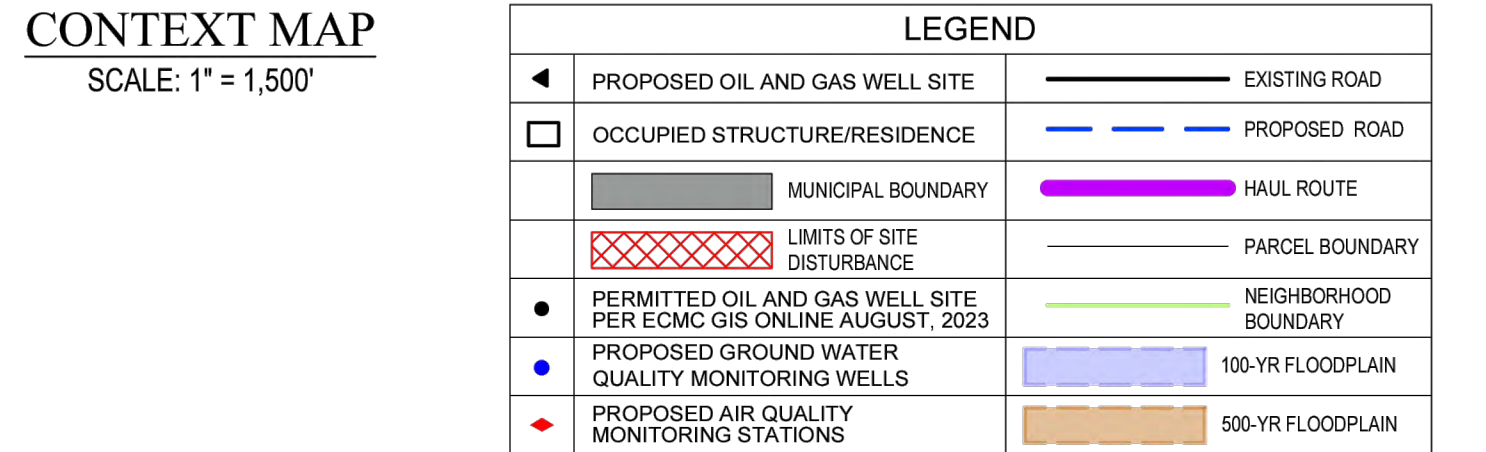 CONTEXT MAP
SCALE: 1" = 1,500'
LEGEND
PROPOSED OIL AND GAS WELL SITE
EXISTING ROAD
OCCUPIED STRUCTURE/RESIDENCE
PROPOSED ROAD
MUNICIPAL BOUNDARY
HAUL ROUTE
LIMITS OF SITE
DISTURBANCE
PARCEL BOUNDARY
PERMITTED OIL AND GAS WELL SITE
PER ECMC GIS ONLINE AUGUST, 2023
NEIGHBORHOOD
BOUNDARY
PROPOSED GROUND WATER
QUALITY MONITORING WELLS
100-YR FLOODPLAIN
PROPOSED AIR QUALITY
MONITORING STATIONS
500-YR FLOODPLAIN